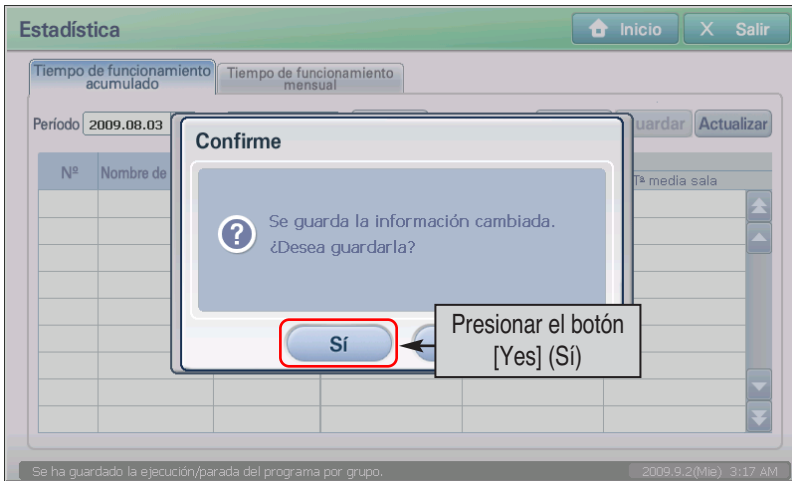 Estadística
Inicio
X Salir
Tiempo de funcionamiento
acumulado
Tiempo de funcionamiento
mensual
Período 2009.08.03
uardar
Actualizar
Confirme
Nº
Nombre de
Tª media sala
Se guarda la información cambiada.
¿Desea guardarla?
Sí
Presionar el botón
[Yes] (Sí)
Se ha guardado la ejecución/parada del programa por grupo.
2009.9.2(Mie) 3:17 AM